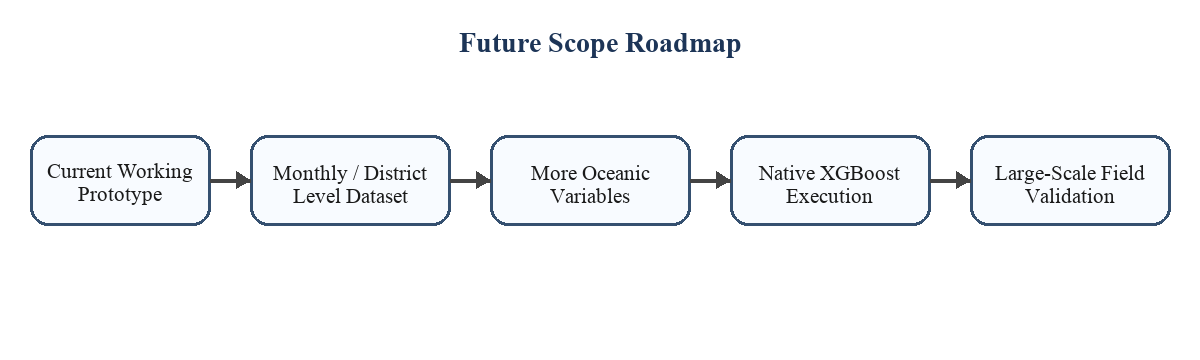 Future Scope Roadmap
Current Working
Prototype
Monthly / District
Level Dataset
More Oceanic
Variables
Native XGBoost
Execution
Large-Scale Field
Validation